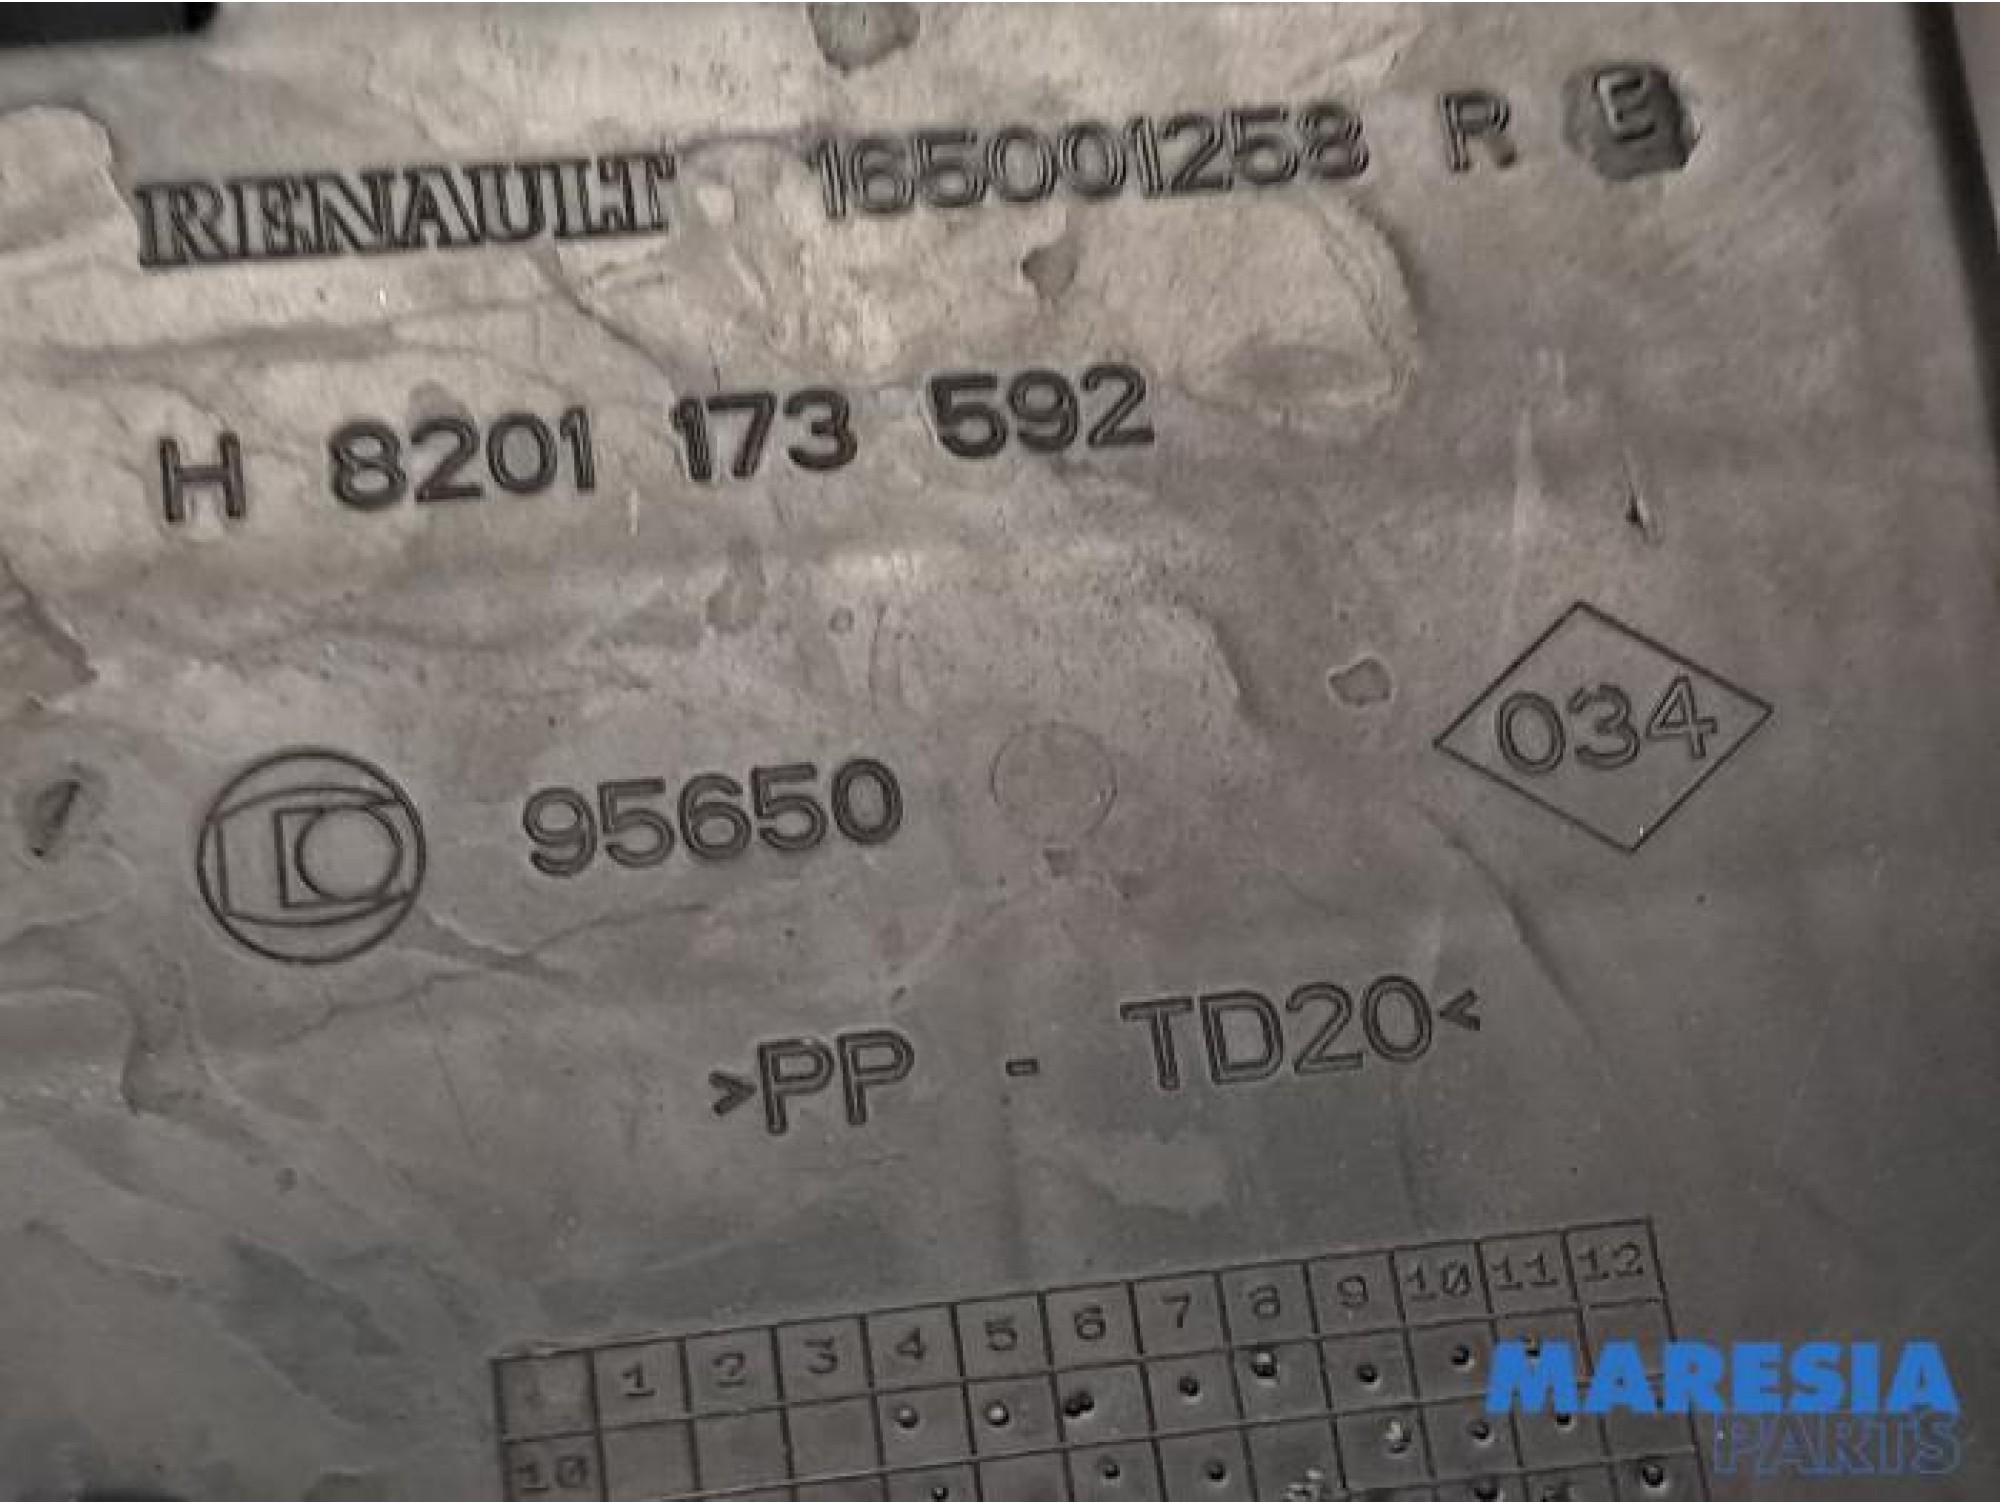 RENAULT 165001258 R E
H 8201 173 592
034
95650
>PP - TD20<
1 2 3 4 5 6 7 8 9 10 11 12
10
MARESIA
PARTS